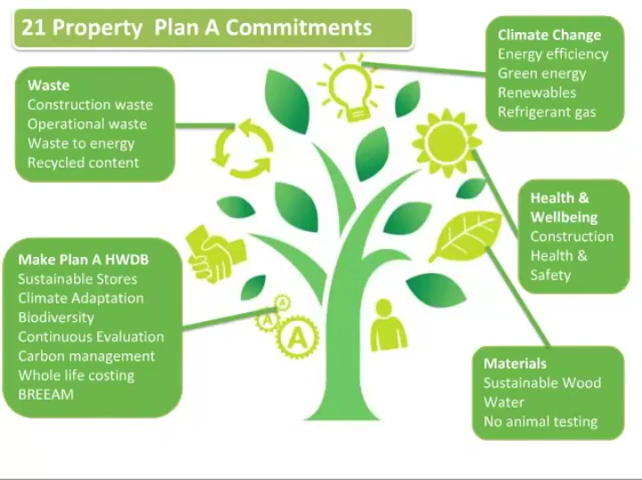 21 Property Plan A Commitments
Waste
Construction waste
Operational waste
Waste to energy
Recycled content
Climate Change
Energy efficiency
Green energy
Renewables
Refrigerant gas
Health &
Wellbeing
Construction
Health &
Safety
Make Plan A HWDB
Sustainable Stores
Climate Adaptation
Biodiversity
Continuous Evaluation
Carbon management
Whole life costing
BREEAM
A
A
A
Materials
Sustainable Wood
Water
No animal testing